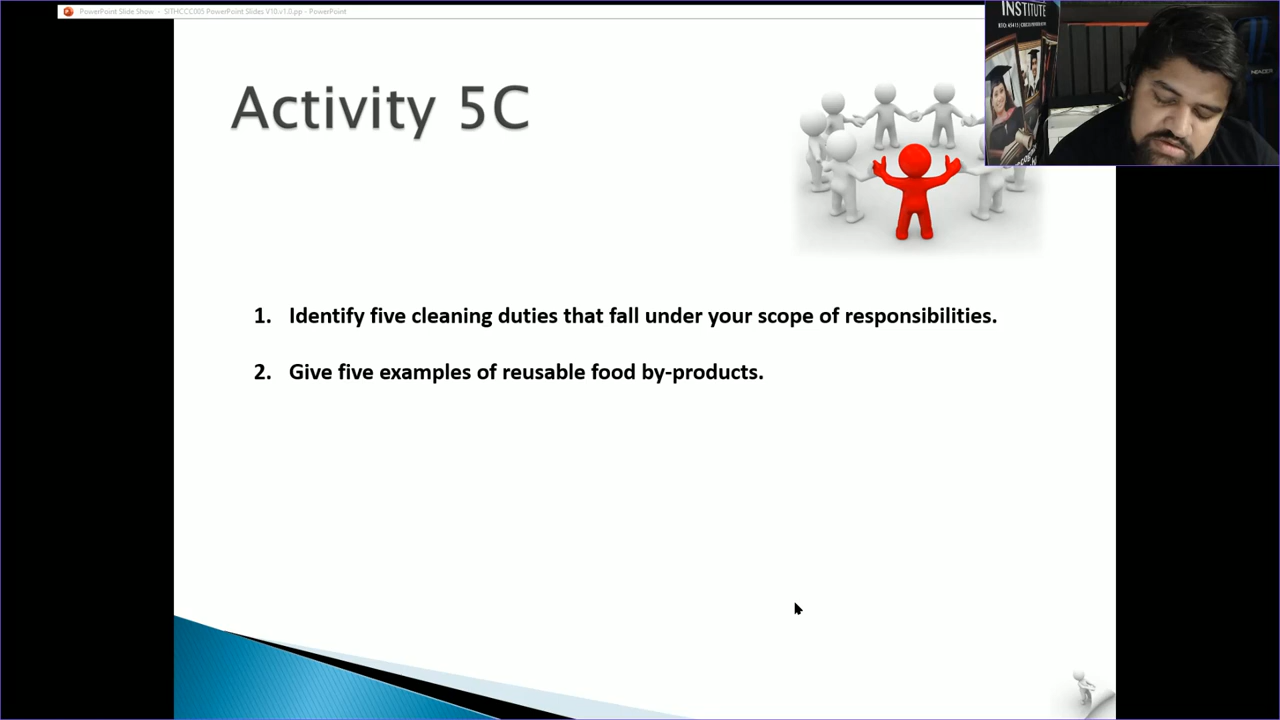 PowerPoint Slide Show - SITHCCC005 PowerPoint Slides V10.v1.0.pp - PowerPoint
INSTITUTE
Activity 5C
1. Identify five cleaning duties that fall under your scope of responsibilities.
2. Give five examples of reusable food by-products.